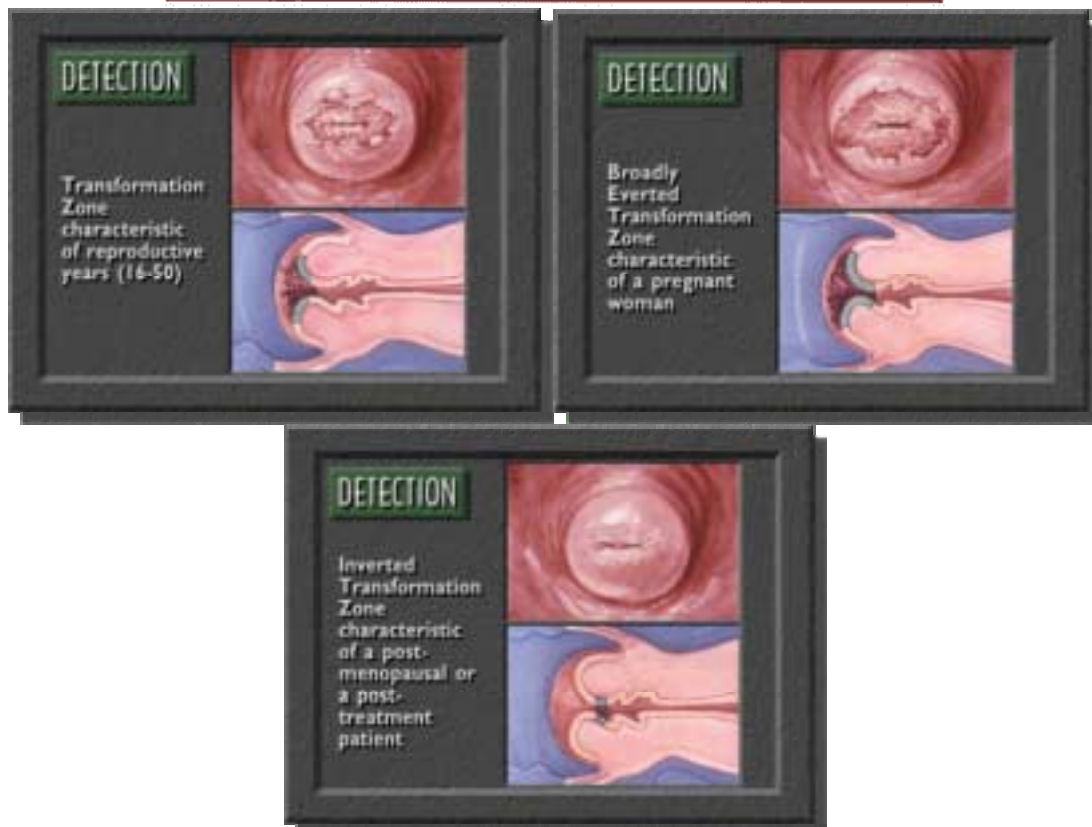 DETECTION
Transformation
Zone
characteristic
of reproductive
years (16-50)
DETECTION
Broadly
Everted
Transformation
Zone
characteristic
of a pregnant
woman
DETECTION
Inverted
Transformation
Zone
characteristic
of a post-
menopausal or
a post-
treatment
patient